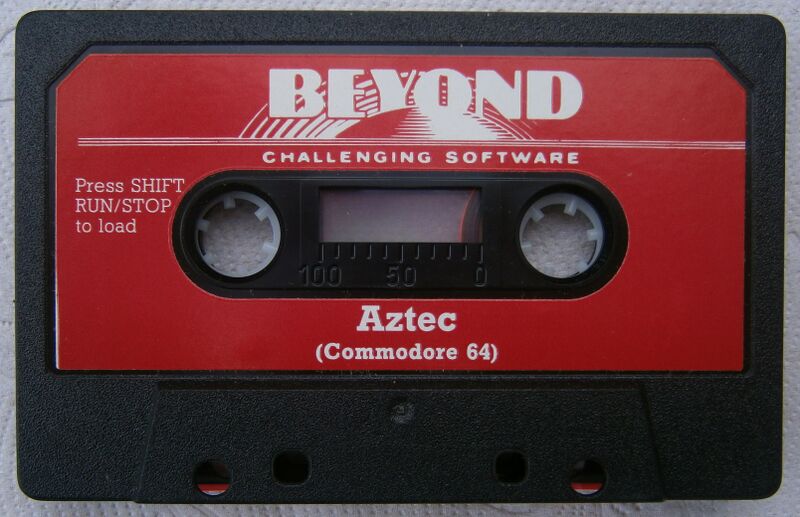 BEYOND
CHALLENGING SOFTWARE
Press SHIFT
RUN/STOP
to load
100 50 0
Aztec
(Commodore 64)